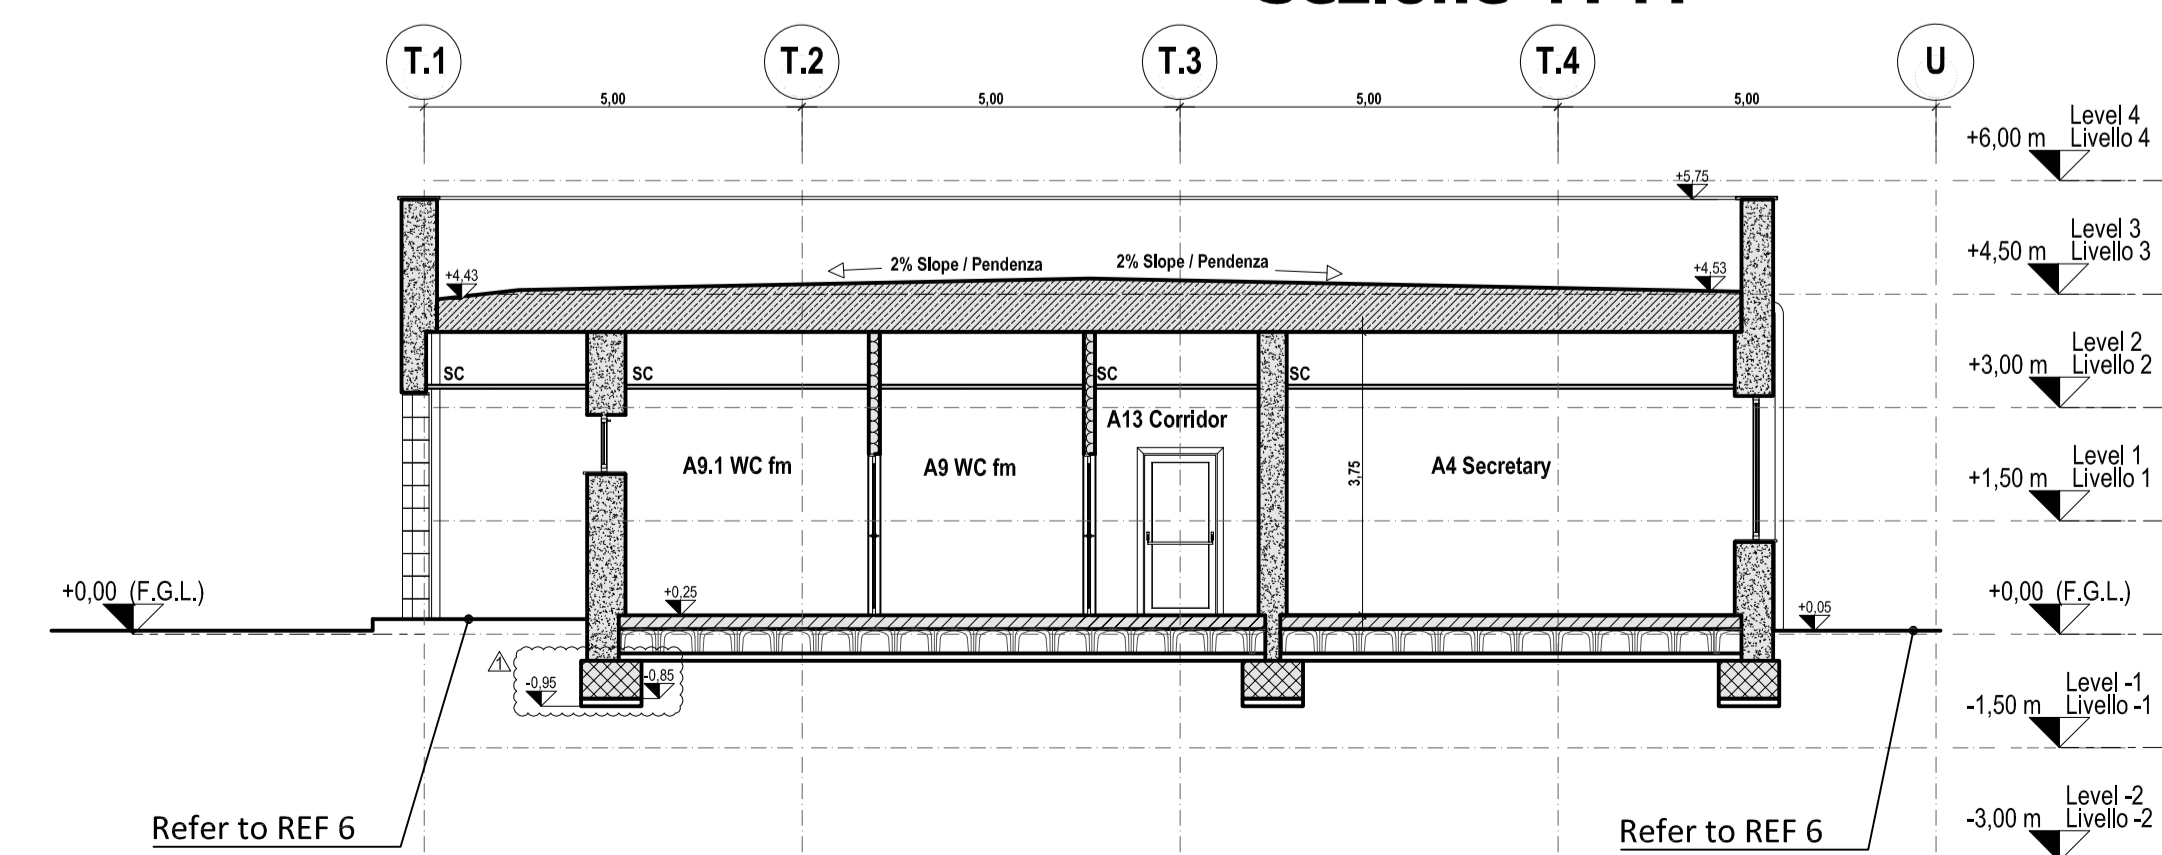 T.1 T.2 T.3 T.4 U
5,00 5,00 5,00 5,00
Level 4
+6,00 m Livello 4
+5,75
Level 3
+4,50 m Livello 3
2% Slope / Pendenza 2% Slope / Pendenza
+4,43 +4,53
Level 2
+3,00 m Livello 2
SC SC SC SC
A13 Corridor
A9.1 WC fm A9 WC fm A4 Secretary
3,75
Level 1
+1,50 m Livello 1
+0,00 (F.G.L.) +0,25 +0,05 +0,00 (F.G.L.)
1
-0,95 -0,85
Level -1
-1,50 m Livello -1
Level -2
-3,00 m Livello -2
Refer to REF 6 Refer to REF 6